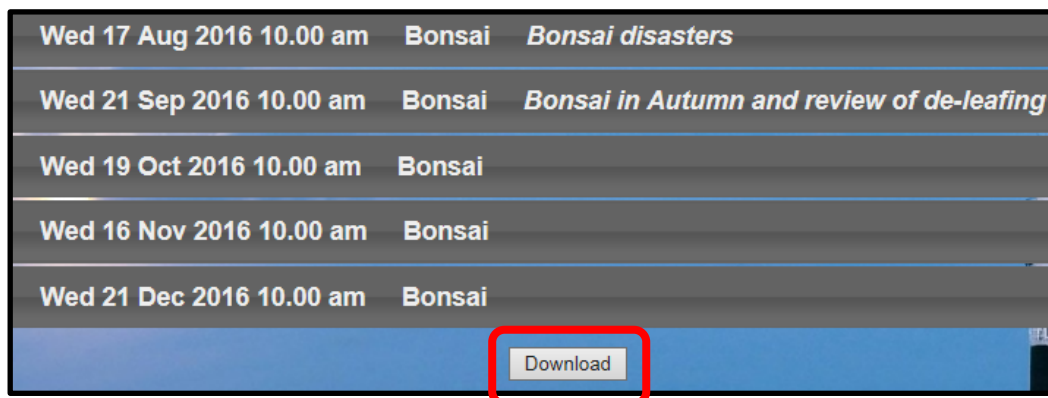 Wed 17 Aug 2016 10.00 am Bonsai Bonsai disasters
Wed 21 Sep 2016 10.00 am Bonsai Bonsai in Autumn and review of de-leafing
Wed 19 Oct 2016 10.00 am Bonsai
Wed 16 Nov 2016 10.00 am Bonsai
Wed 21 Dec 2016 10.00 am Bonsai
Download